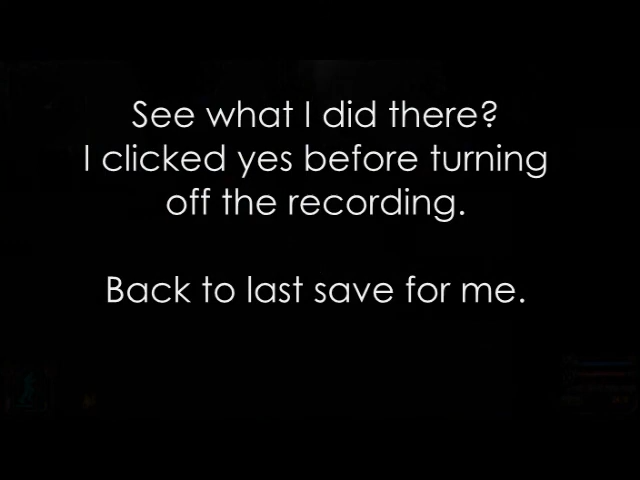 See what I did there?
I clicked yes before turning
off the recording.
Back to last save for me.